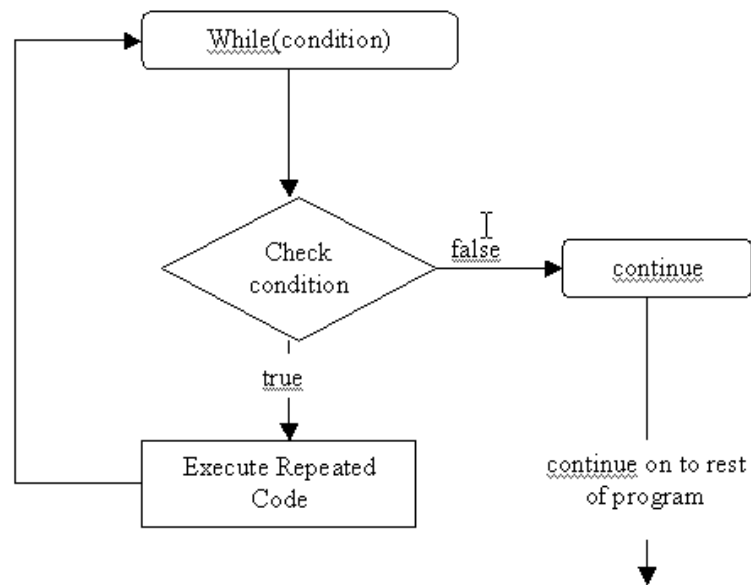 While(condition)
Check
condition
false
continue
true
Execute Repeated
Code
continue on to rest
of program